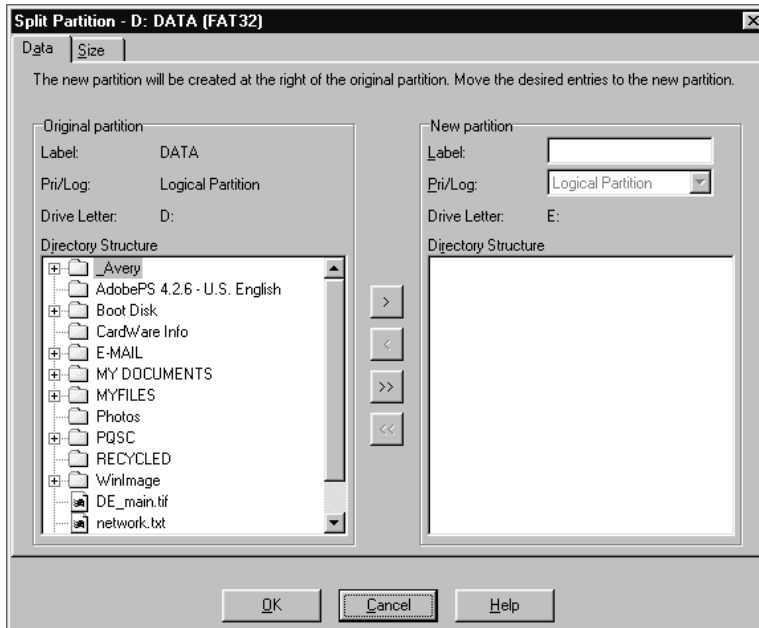 Split Partition - D: DATA (FAT32)
Data
Size
The new partition will be created at the right of the original partition. Move the desired entries to the new partition.
Original partition
Label: DATA
Pri/Log: Logical Partition
Drive Letter: D:
Directory Structure
_Avery
AdobePS 4.2.6 - U.S. English
Boot Disk
CardWare Info
E-MAIL
MY DOCUMENTS
MYFILES
Photos
PQSC
RECYCLED
WinImage
DE_main.tif
network.txt
>
<
>>
<<
New partition
Label:
Pri/Log: Logical Partition
Drive Letter: E:
Directory Structure
OK
Cancel
Help